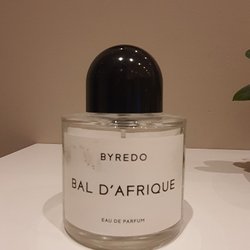 BYREDO
BAL D'AFRIQUE
EAU DE PARFUM